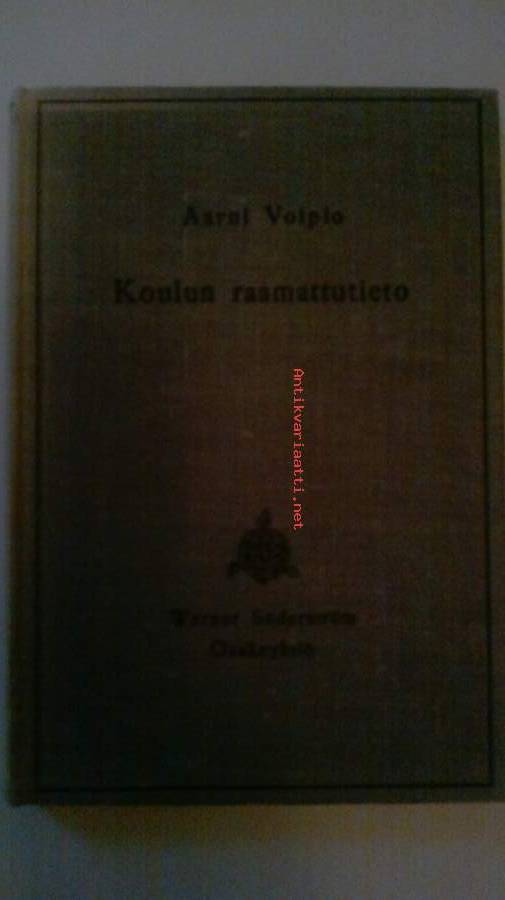 Aarni Voipio
Koulun raamattutieto
Antikvariaatti.net
Werner Söderström
Osakeyhtiö